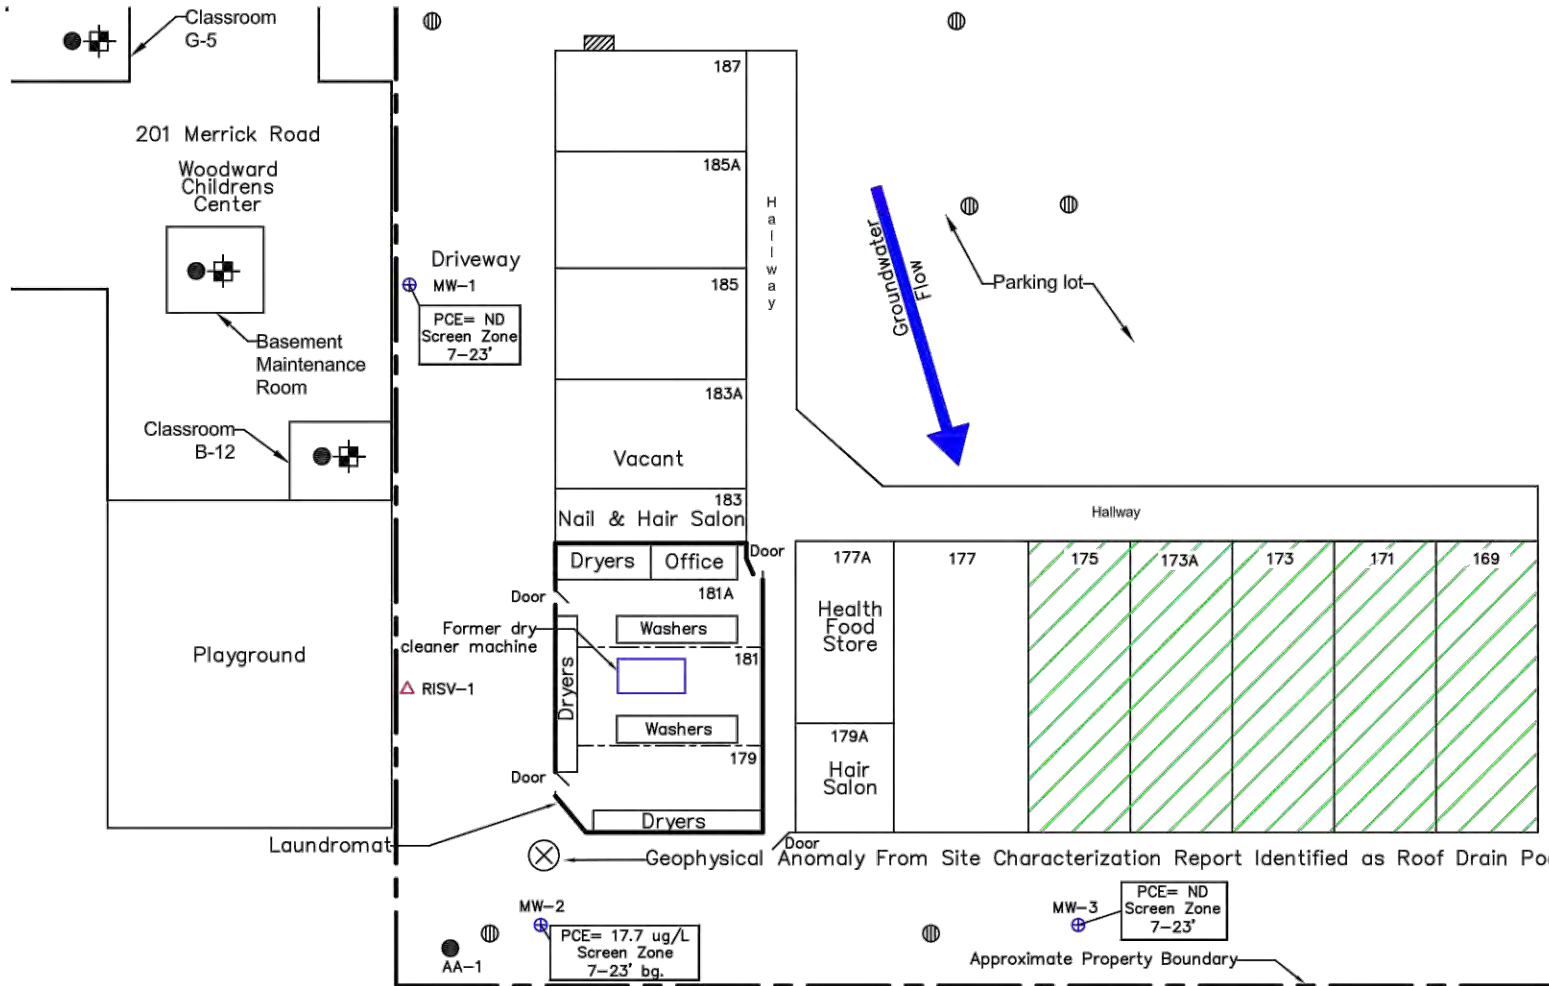 Classroom
G-5
187
201 Merrick Road
Woodward
Childrens
Center
185A
Hallway
Groundwater
Flow
Driveway
MW-1
185
Parking lot
PCE= ND
Screen Zone
7-23'
Basement
Maintenance
Room
183A
Classroom
B-12
Vacant
183
Nail & Hair Salon
Hallway
Door
Dryers
Office
177A
177
175
173A
173
171
169
181A
Door
Health
Food
Store
Former dry
cleaner machine
Washers
181
Playground
Dryers
RISV-1
Washers
179
179A
Hair
Salon
Door
Dryers
Laundromat
Door
Geophysical Anomaly From Site Characterization Report Identified as Roof Drain Po
MW-2
PCE= 17.7 ug/L
Screen Zone
7-23' bg.
AA-1
MW-3
PCE= ND
Screen Zone
7-23'
Approximate Property Boundary